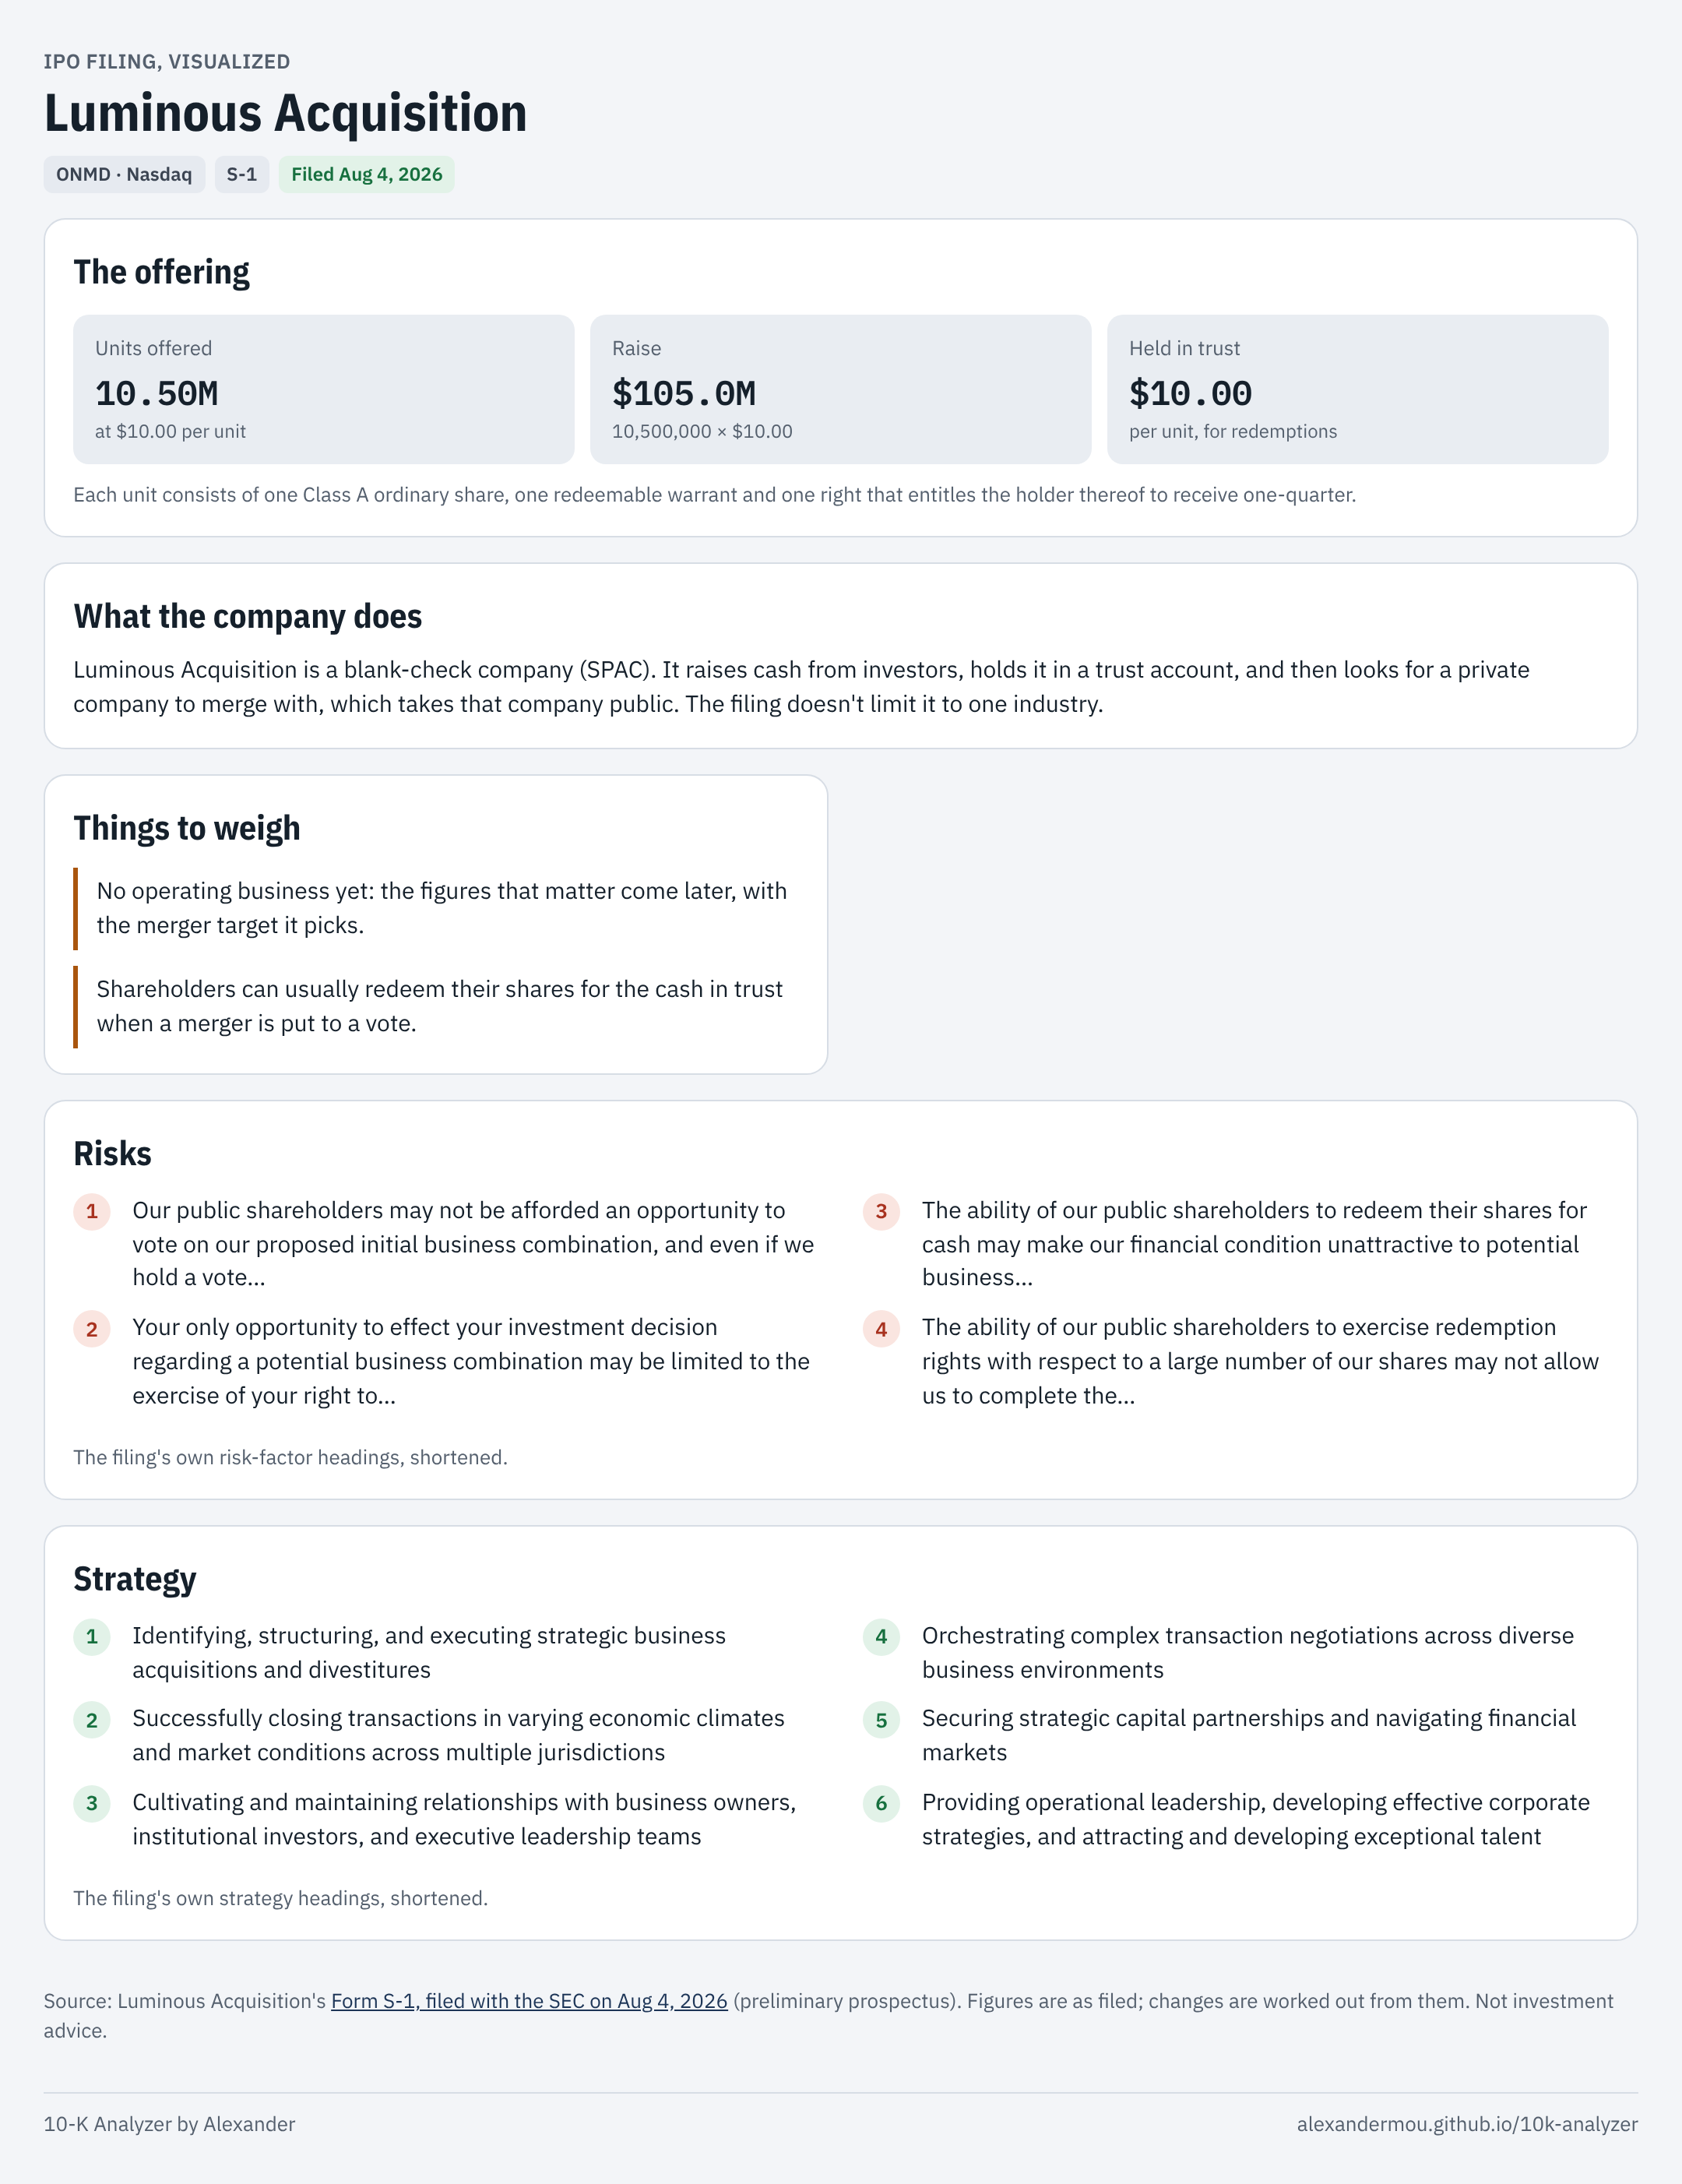 IPO FILING, VISUALIZED
Luminous Acquisition
ONMD · Nasdaq
S-1
Filed Aug 4, 2026
The offering
Units offered
10.50M
at $10.00 per unit
Raise
$105.0M
10,500,000 × $10.00
Held in trust
$10.00
per unit, for redemptions
Each unit consists of one Class A ordinary share, one redeemable warrant and one right that entitles the holder thereof to receive one-quarter.
What the company does
Luminous Acquisition is a blank-check company (SPAC). It raises cash from investors, holds it in a trust account, and then looks for a private
company to merge with, which takes that company public. The filing doesn't limit it to one industry.
Things to weigh
No operating business yet: the figures that matter come later, with
the merger target it picks.
Shareholders can usually redeem their shares for the cash in trust
when a merger is put to a vote.
Risks
1
Our public shareholders may not be afforded an opportunity to
vote on our proposed initial business combination, and even if we
hold a vote...
2
Your only opportunity to effect your investment decision
regarding a potential business combination may be limited to the
exercise of your right to...
3
The ability of our public shareholders to redeem their shares for
cash may make our financial condition unattractive to potential
business...
4
The ability of our public shareholders to exercise redemption
rights with respect to a large number of our shares may not allow
us to complete the...
The filing's own risk-factor headings, shortened.
Strategy
1
Identifying, structuring, and executing strategic business
acquisitions and divestitures
2
Successfully closing transactions in varying economic climates
and market conditions across multiple jurisdictions
3
Cultivating and maintaining relationships with business owners,
institutional investors, and executive leadership teams
4
Orchestrating complex transaction negotiations across diverse
business environments
5
Securing strategic capital partnerships and navigating financial
markets
6
Providing operational leadership, developing effective corporate
strategies, and attracting and developing exceptional talent
The filing's own strategy headings, shortened.
Source: Luminous Acquisition's Form S-1, filed with the SEC on Aug 4, 2026 (preliminary prospectus). Figures are as filed; changes are worked out from them. Not investment
advice.
10-K Analyzer by Alexander
alexandermou.github.io/10k-analyzer